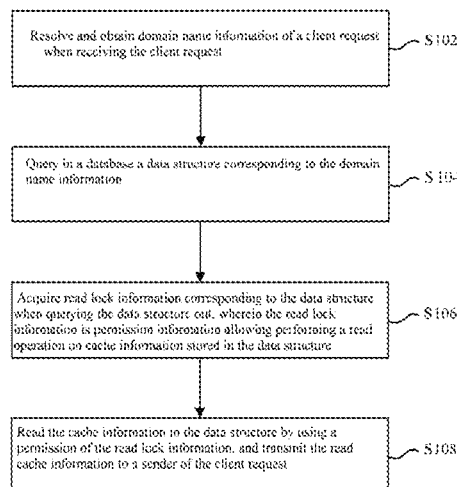 Resolve and obtain domain name information of a client request
when receiving the client request
S102
Query in a database a data structure corresponding to the domain
name information
S10
Acquire read lock information corresponding to the data structure
when querying the data structure out, wherein the read lock
information is permission information allowing performing a read
operation on cache information stored in the data structure
S106
Read the cache information in the data structure by using a
permission of the read lock information, and transmit the read
cache information to a sender of the client request
S108